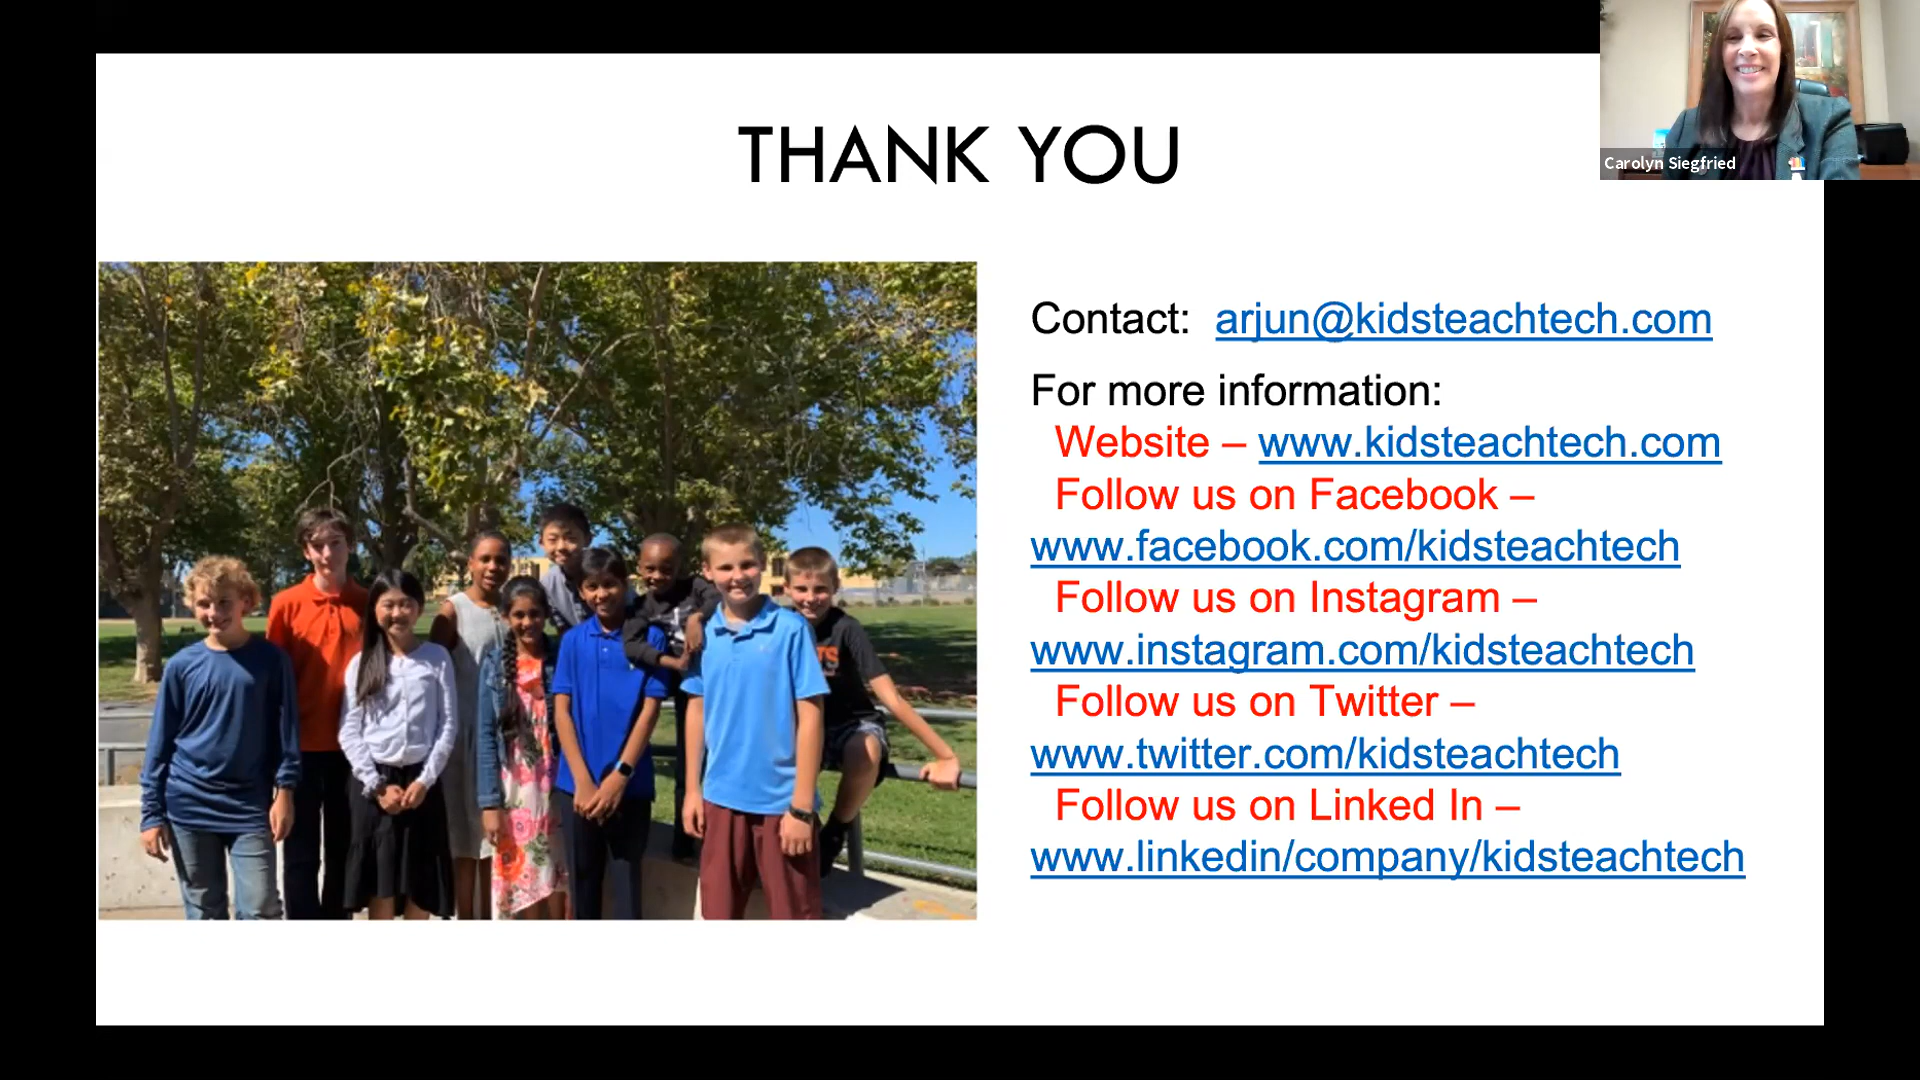 THANK YOU
Carolyn Siegfried
Contact: arjun@kidsteachtech.com
For more information:
Website – www.kidsteachtech.com
Follow us on Facebook –
www.facebook.com/kidsteachtech
Follow us on Instagram –
www.instagram.com/kidsteachtech
Follow us on Twitter –
www.twitter.com/kidsteachtech
Follow us on Linked In –
www.linkedin/company/kidsteachtech